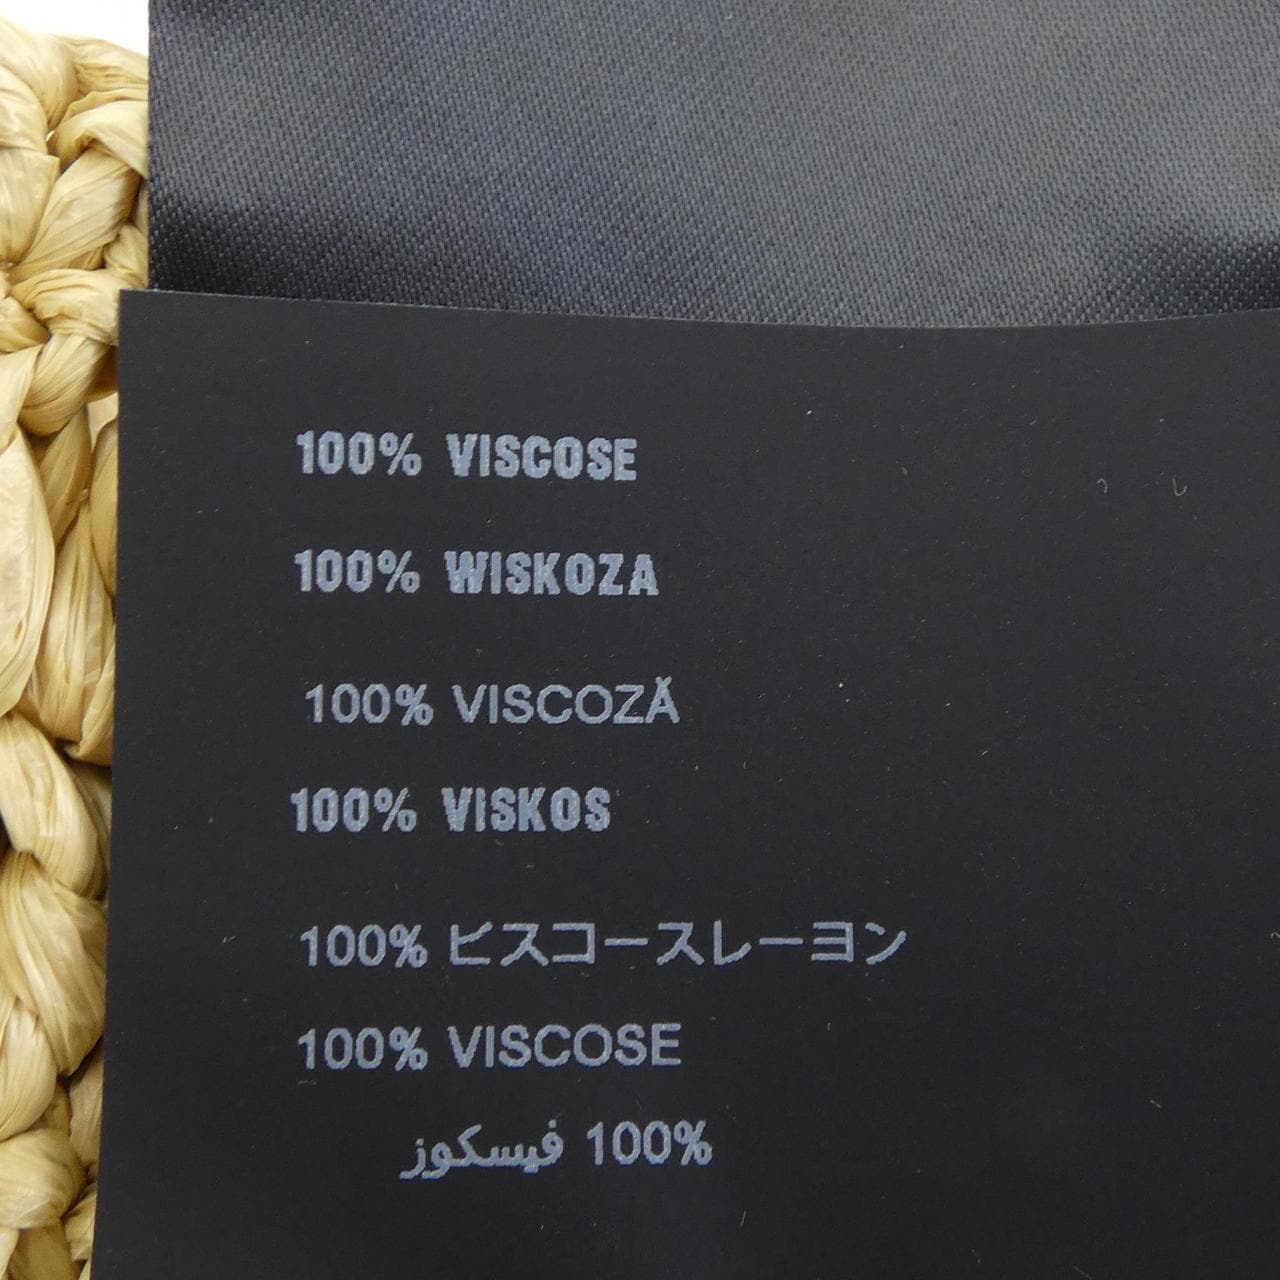 100% VISCOSE
100% WISKOZA
100% VISCOZĂ
100% VISKOS
100% ビスコースレーヨン
100% VISCOSE
100% فيسكوز